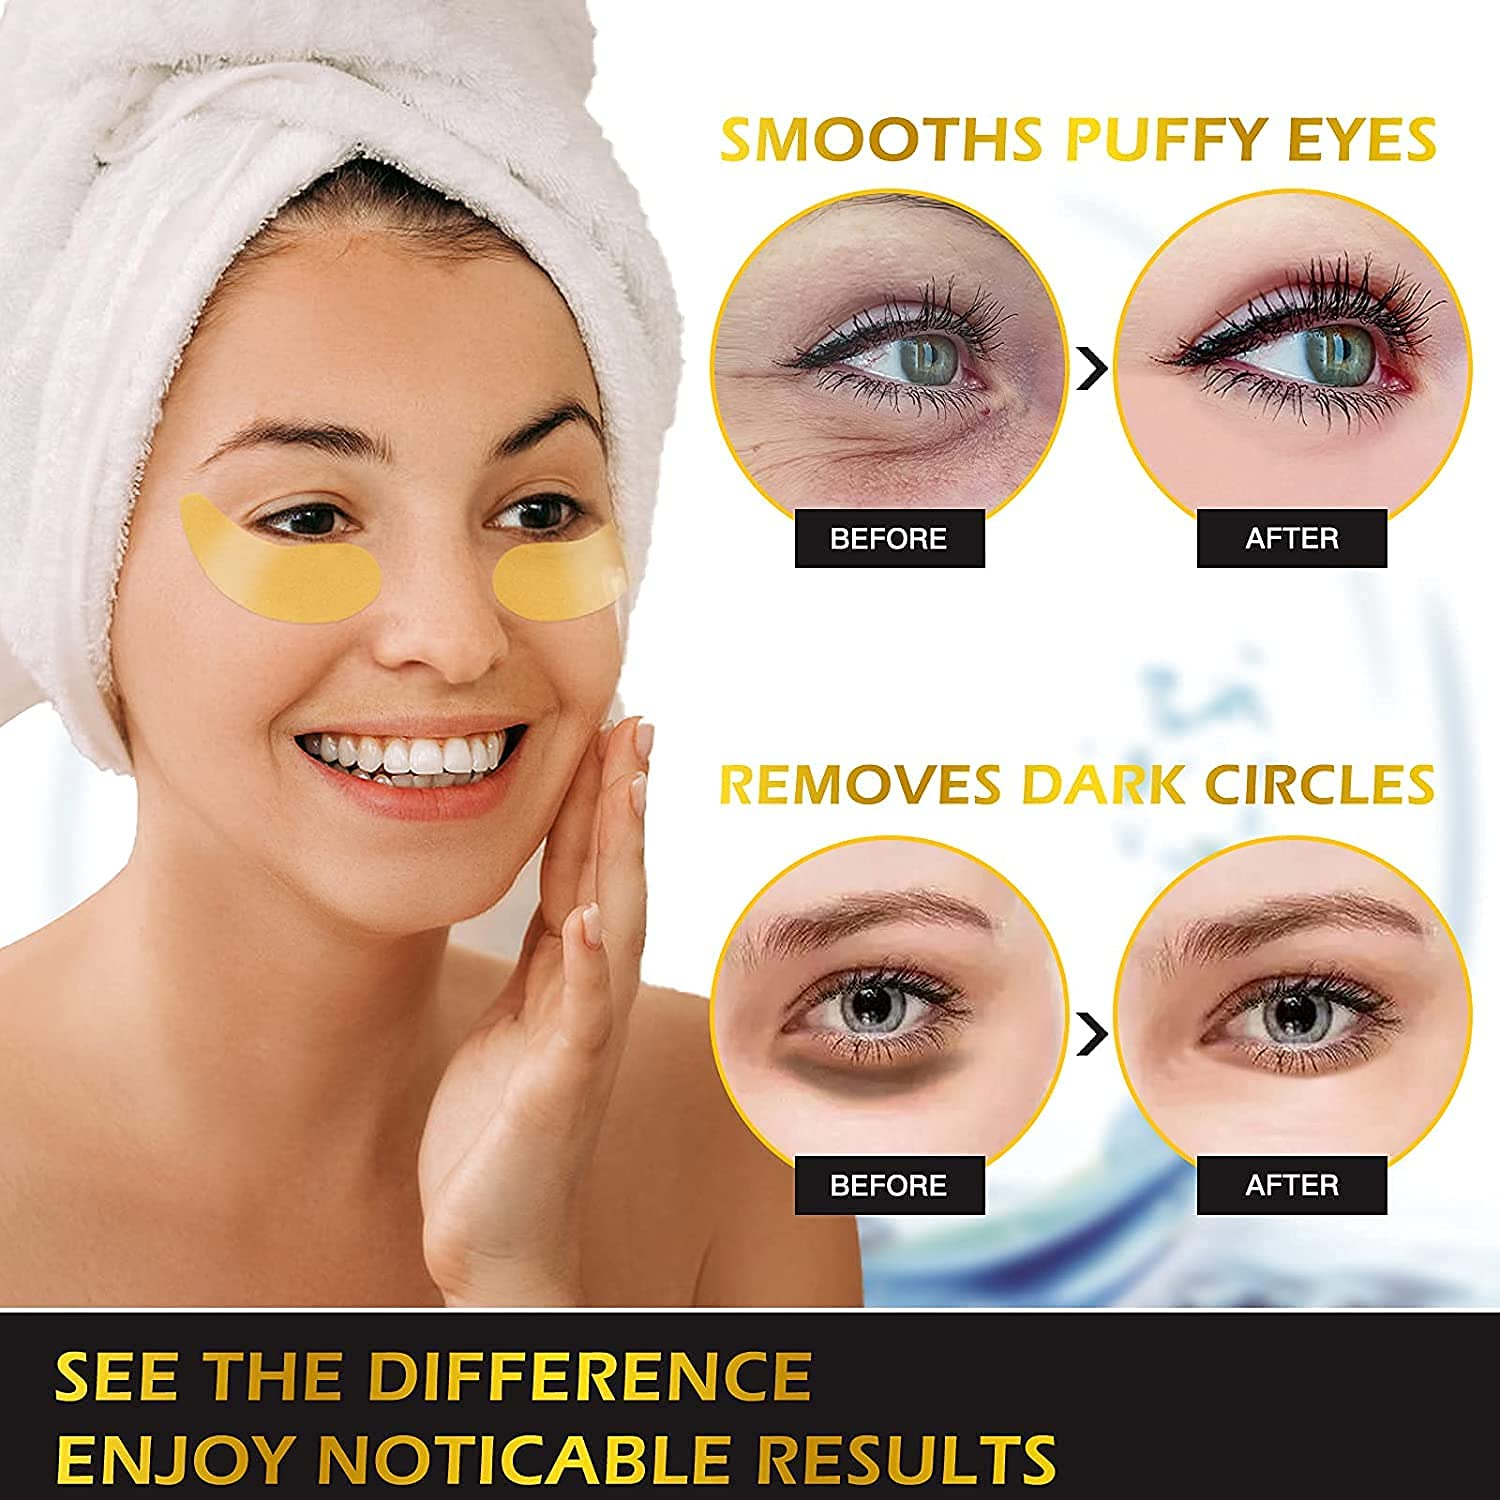 SMOOTHS PUFFY EYES
BEFORE
AFTER
REMOVES DARK CIRCLES
BEFORE
AFTER
SEE THE DIFFERENCE
ENJOY NOTICABLE RESULTS